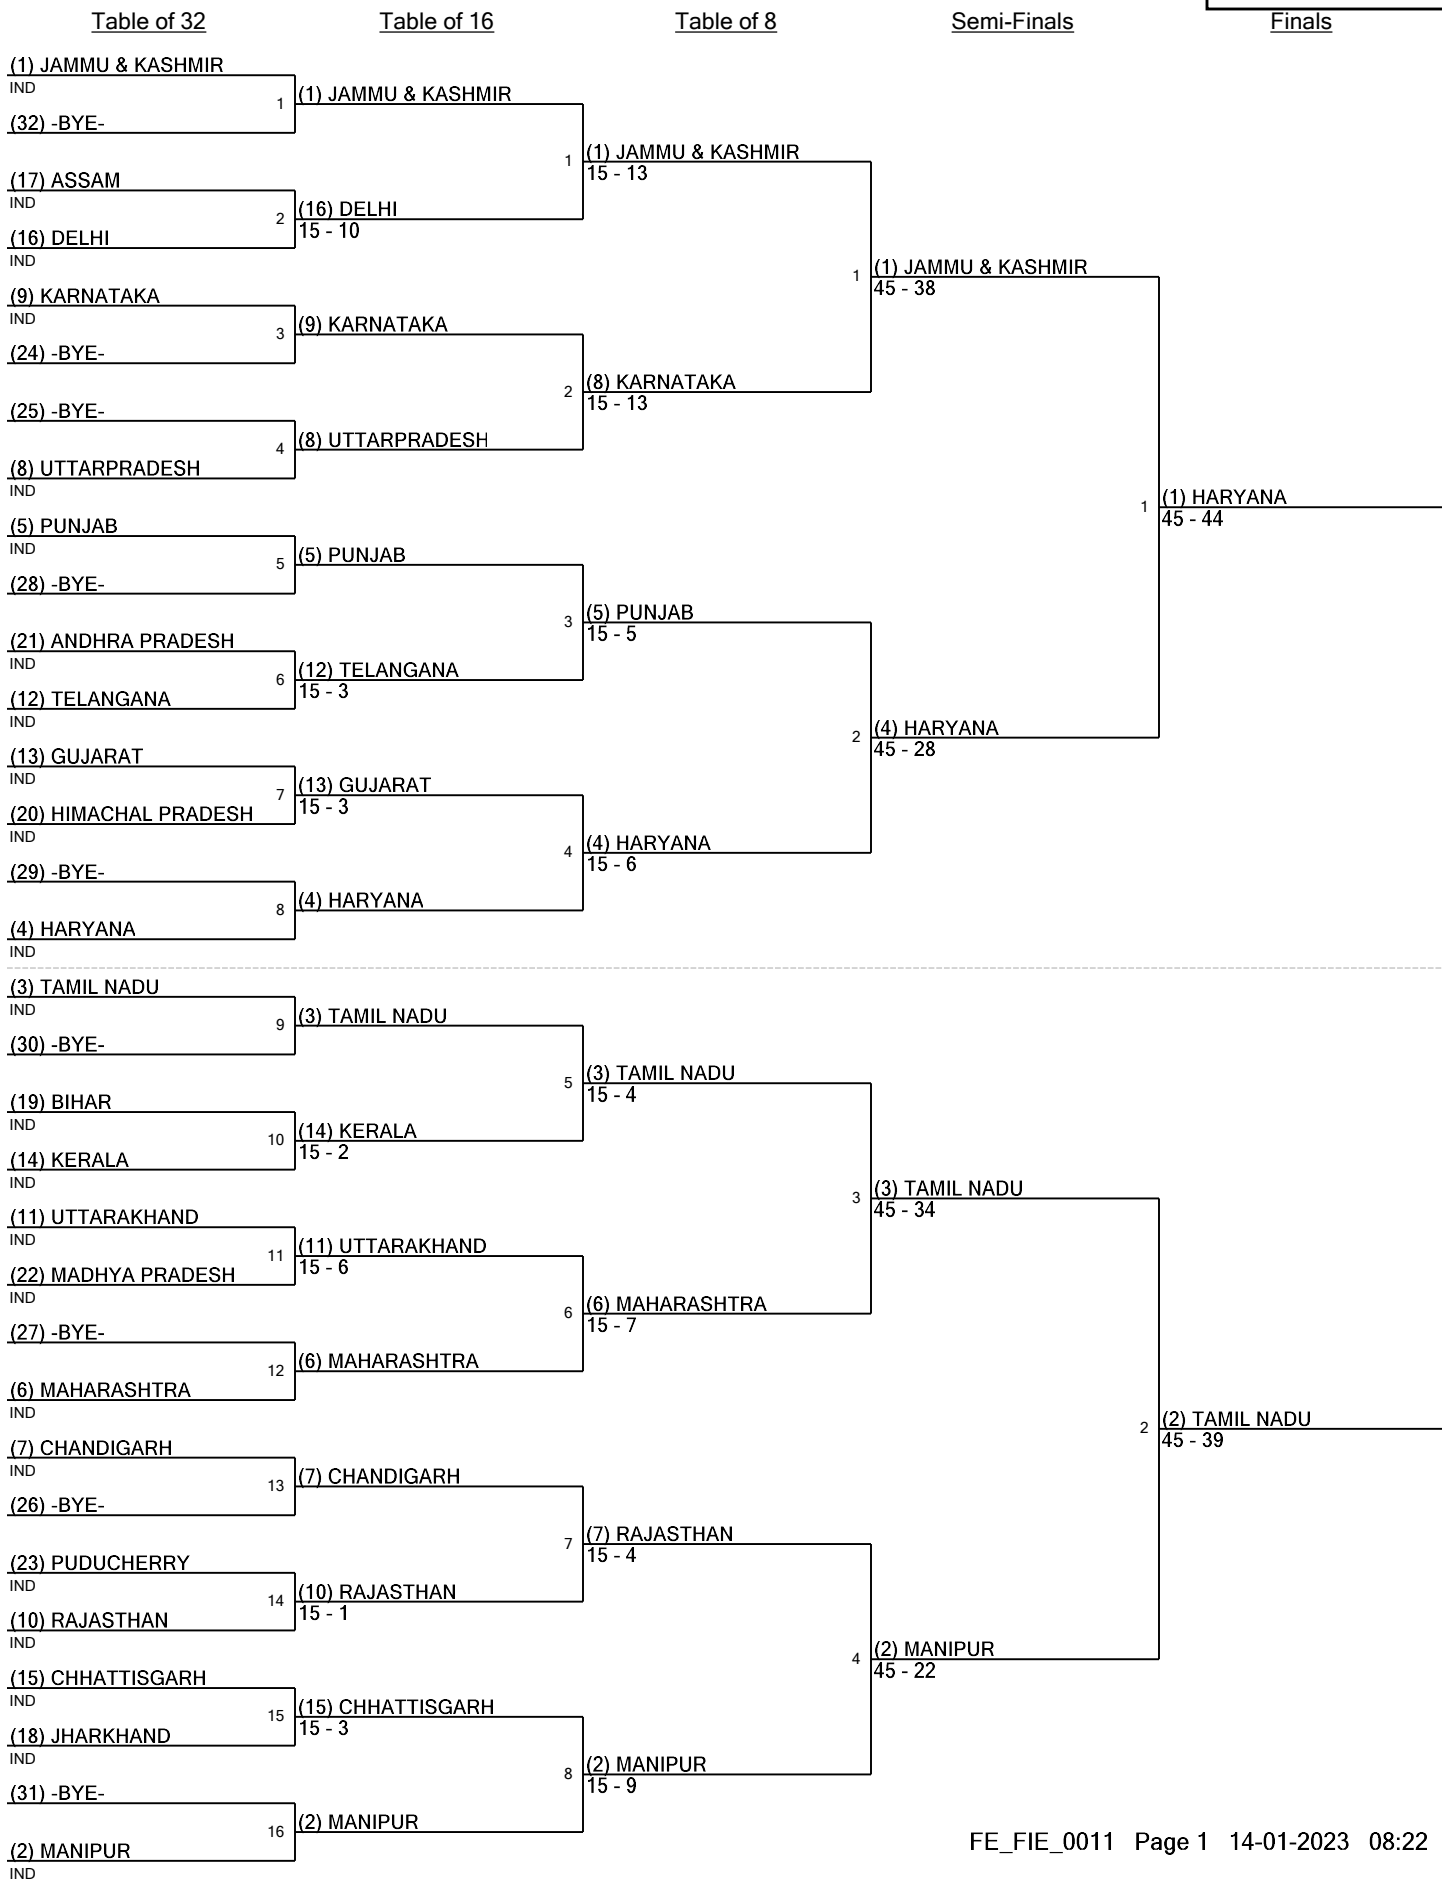 Table of 32
Table of 16
Table of 8
Semi-Finals
Finals
(1) JAMMU & KASHMIR
IND
1
(32) -BYE-
(17) ASSAM
IND
2
(16) DELHI
IND
(9) KARNATAKA
IND
3
(24) -BYE-
(25) -BYE-
4
(8) UTTARPRADESH
IND
(5) PUNJAB
IND
5
(28) -BYE-
(21) ANDHRA PRADESH
IND
6
(12) TELANGANA
IND
(13) GUJARAT
IND
7
(20) HIMACHAL PRADESH
IND
(29) -BYE-
8
(4) HARYANA
IND
(3) TAMIL NADU
IND
9
(30) -BYE-
(19) BIHAR
IND
10
(14) KERALA
IND
(11) UTTARAKHAND
IND
11
(22) MADHYA PRADESH
IND
(27) -BYE-
12
(6) MAHARASHTRA
IND
(7) CHANDIGARH
IND
13
(26) -BYE-
(23) PUDUCHERRY
IND
14
(10) RAJASTHAN
IND
(15) CHHATTISGARH
IND
15
(18) JHARKHAND
IND
(31) -BYE-
16
(2) MANIPUR
IND
(1) JAMMU & KASHMIR
1
(16) DELHI
15 - 10
(9) KARNATAKA
2
(8) UTTARPRADESH
(5) PUNJAB
3
(12) TELANGANA
15 - 3
(13) GUJARAT
15 - 3
4
(4) HARYANA
(3) TAMIL NADU
5
(14) KERALA
15 - 2
(11) UTTARAKHAND
15 - 6
6
(6) MAHARASHTRA
(7) CHANDIGARH
7
(10) RAJASTHAN
15 - 1
(15) CHHATTISGARH
15 - 3
8
(2) MANIPUR
(1) JAMMU & KASHMIR
15 - 13
1
(8) KARNATAKA
15 - 13
(5) PUNJAB
15 - 5
2
(4) HARYANA
15 - 6
(3) TAMIL NADU
15 - 4
3
(6) MAHARASHTRA
15 - 7
(7) RAJASTHAN
15 - 4
4
(2) MANIPUR
15 - 9
(1) JAMMU & KASHMIR
45 - 38
1
(4) HARYANA
45 - 28
(3) TAMIL NADU
45 - 34
2
(2) MANIPUR
45 - 22
(1) HARYANA
45 - 44
(2) TAMIL NADU
45 - 39
FE_FIE_0011 Page 1 14-01-2023 08:22